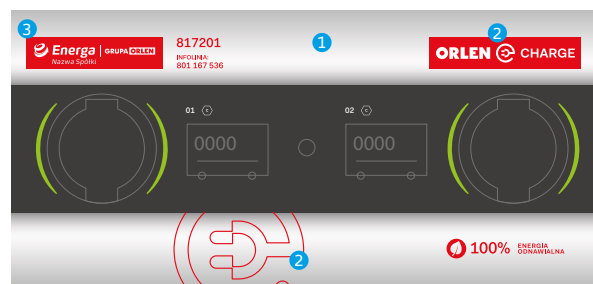 3
Energa GRUPA ORLEN
Nazwa Spółki
817201
INFOLINIA:
801 167 536
1
2
ORLEN CHARGE
01 C
02 C
0000
0000
2
100% ENERGIA
ODNAWIALNA